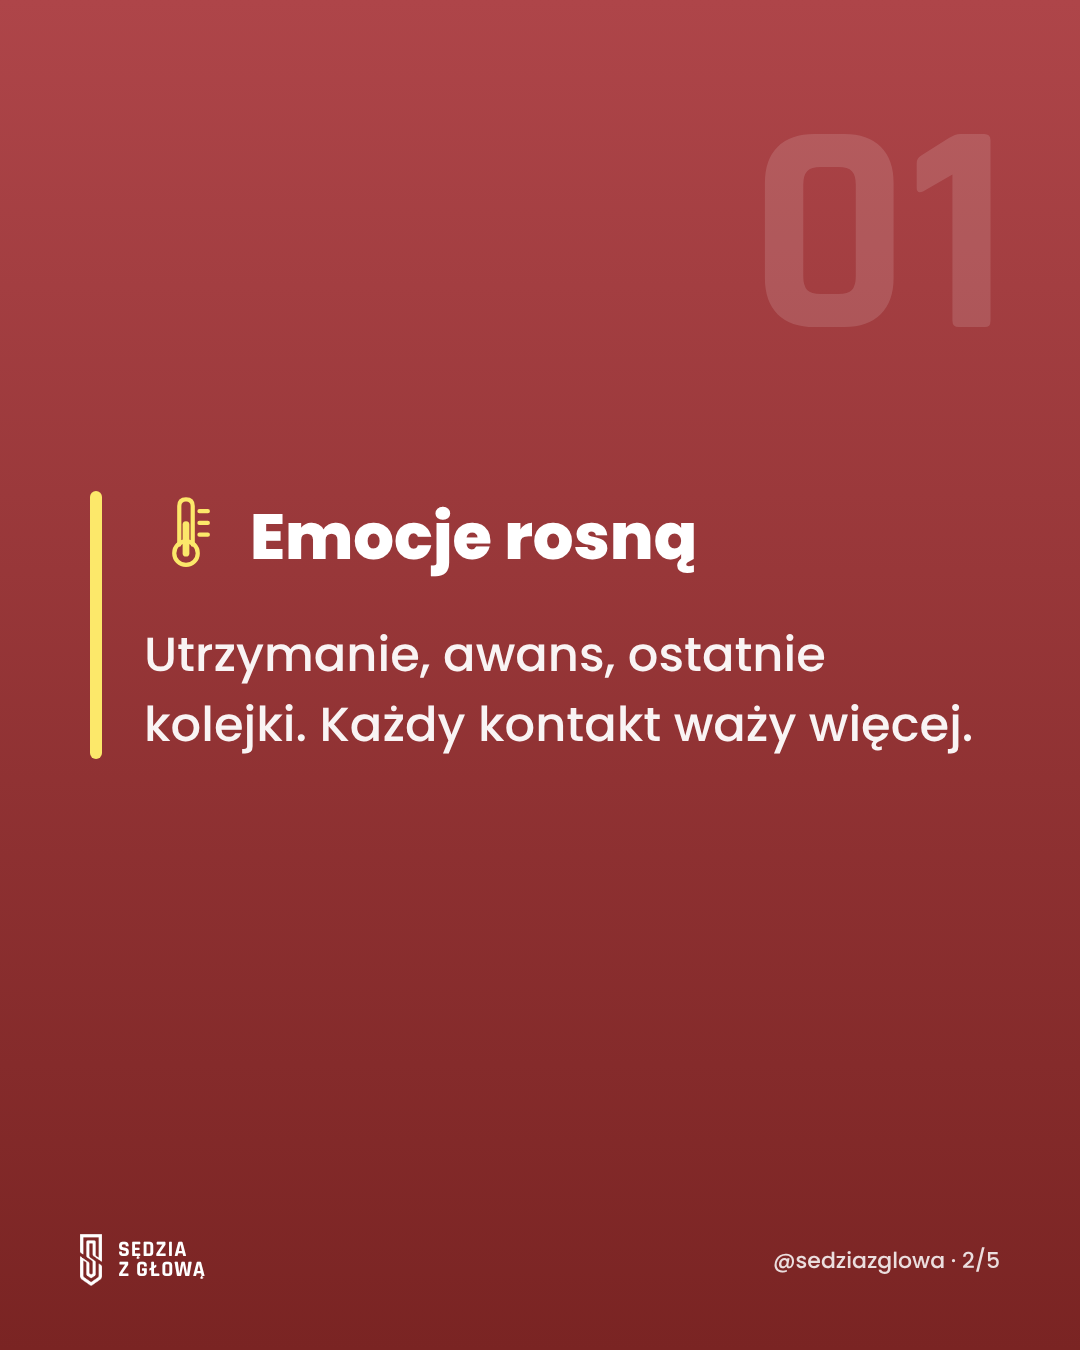 01
Emocje rosną
Utrzymanie, awans, ostatnie
kolejki. Każdy kontakt waży więcej.
SĘDZIA
Z GŁOWĄ
@sedziazglowa · 2/5